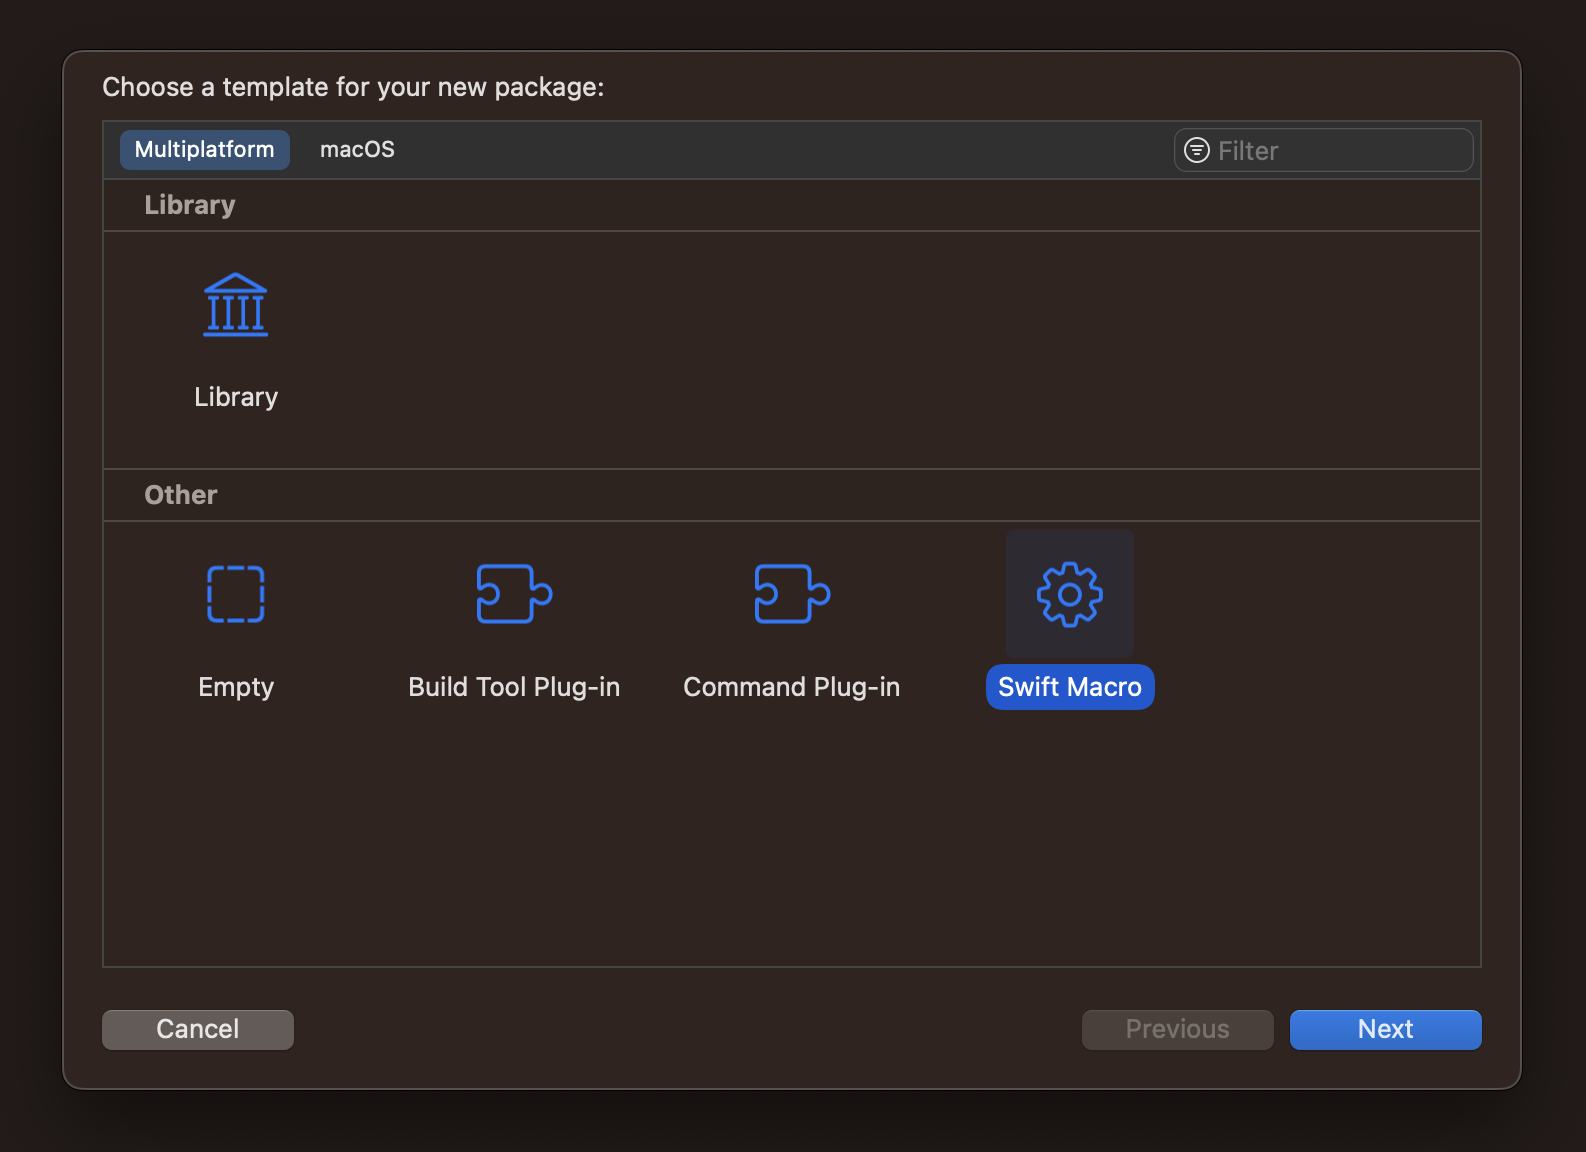 Choose a template for your new package:
Multiplatform macOS Filter
Library
Library
Other
Empty Build Tool Plug-in Command Plug-in Swift Macro
Cancel Previous Next